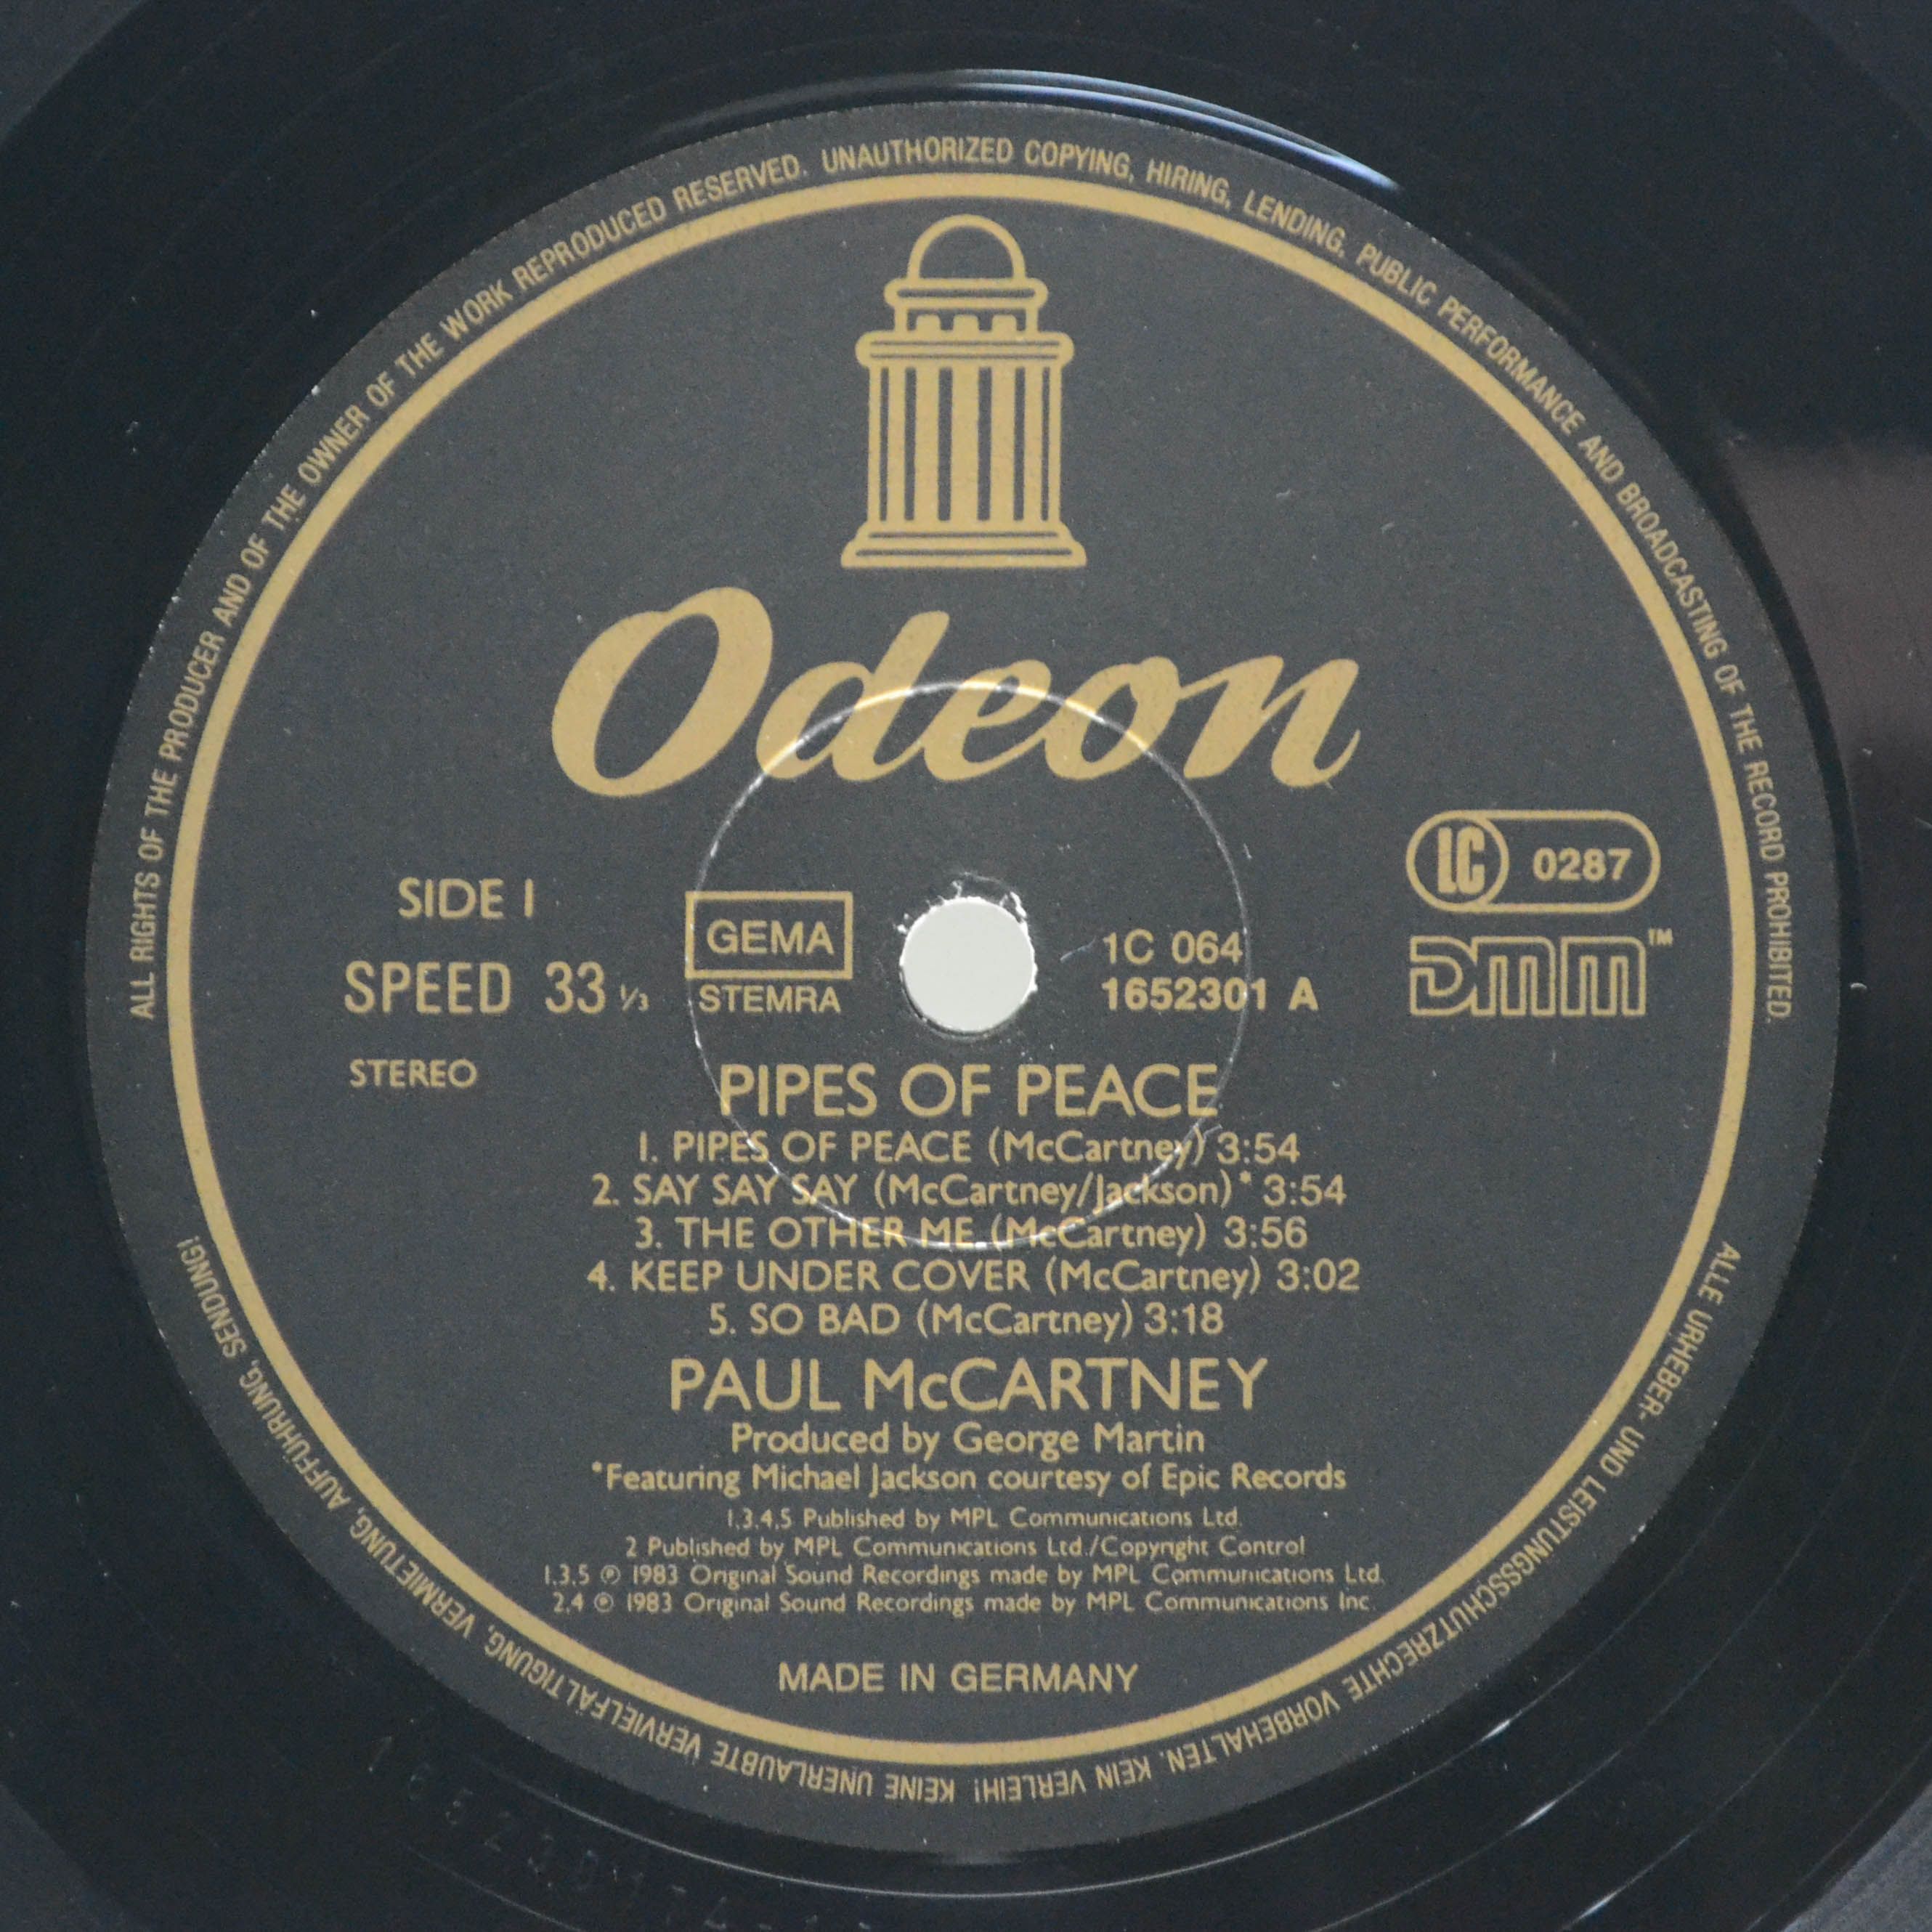 ALL RIGHTS OF THE PRODUCER AND OF THE OWNER OF THE WORK REPRODUCED RESERVED. UNAUTHORIZED COPYING, HIRING, LENDING, PUBLIC PERFORMANCE AND BROADCASTING OF THE RECORD PROHIBITED.
Odeon
LC 0287
SIDE 1
GEMA
1C 064
DMM™
SPEED 33 ⅓
STEMRA
1652301 A
STEREO
PIPES OF PEACE
1. PIPES OF PEACE (McCartney) 3:54
2. SAY SAY SAY (McCartney/Jackson)* 3:54
3. THE OTHER ME (McCartney) 3:56
4. KEEP UNDER COVER (McCartney) 3:02
5. SO BAD (McCartney) 3:18
PAUL McCARTNEY
Produced by George Martin
*Featuring Michael Jackson courtesy of Epic Records
1,3,4,5 Published by MPL Communications Ltd.
2 Published by MPL Communications Ltd./Copyright Control
1,3,5 ℗ 1983 Original Sound Recordings made by MPL Communications Ltd.
2,4 ℗ 1983 Original Sound Recordings made by MPL Communications Inc.
MADE IN GERMANY
ALLE URHEBER- UND LEISTUNGSSCHUTZRECHTE VORBEHALTEN. KEIN VERLEIH! KEINE UNERLAUBTE VERVIELFÄLTIGUNG, VERMIETUNG, AUFFÜHRUNG, SENDUNG!